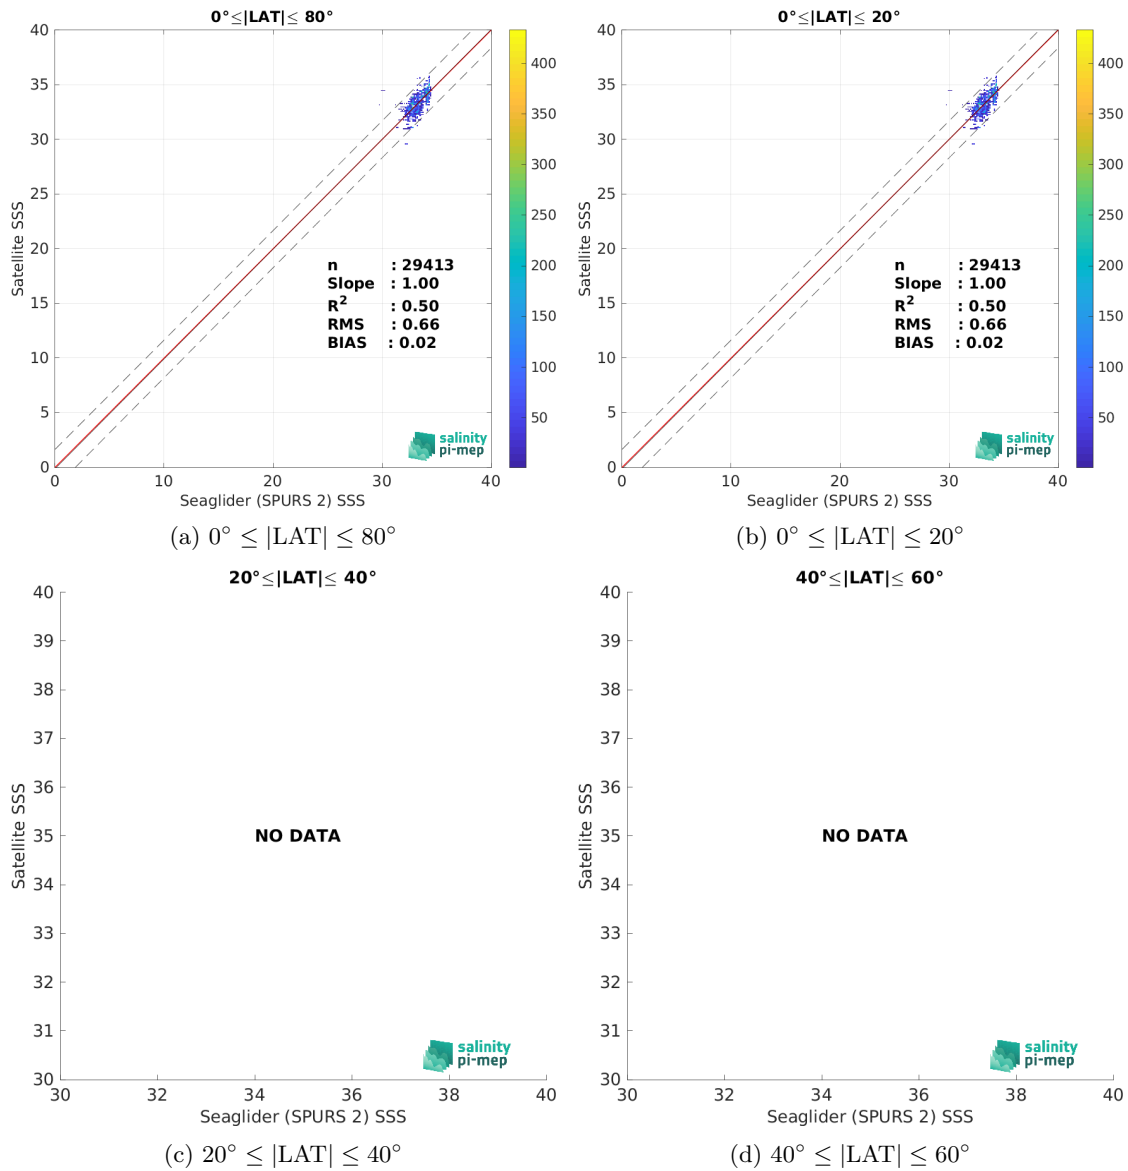 0°≤|LAT|≤ 80°
40
35
30
25
20
15
10
5
0
Satellite SSS
n : 29413
Slope : 1.00
R² : 0.50
RMS : 0.66
BIAS : 0.02
salinity
pi-mep
0 10 20 30 40
Seaglider (SPURS 2) SSS
400
350
300
250
200
150
100
50
(a) 0° ≤ |LAT| ≤ 80°
0°≤|LAT|≤ 20°
40
35
30
25
20
15
10
5
0
Satellite SSS
n : 29413
Slope : 1.00
R² : 0.50
RMS : 0.66
BIAS : 0.02
salinity
pi-mep
0 10 20 30 40
Seaglider (SPURS 2) SSS
400
350
300
250
200
150
100
50
(b) 0° ≤ |LAT| ≤ 20°
20°≤|LAT|≤ 40°
40
39
38
37
36
35
34
33
32
31
30
Satellite SSS
NO DATA
salinity
pi-mep
30 32 34 36 38 40
Seaglider (SPURS 2) SSS
(c) 20° ≤ |LAT| ≤ 40°
40°≤|LAT|≤ 60°
40
39
38
37
36
35
34
33
32
31
30
Satellite SSS
NO DATA
salinity
pi-mep
30 32 34 36 38 40
Seaglider (SPURS 2) SSS
(d) 40° ≤ |LAT| ≤ 60°